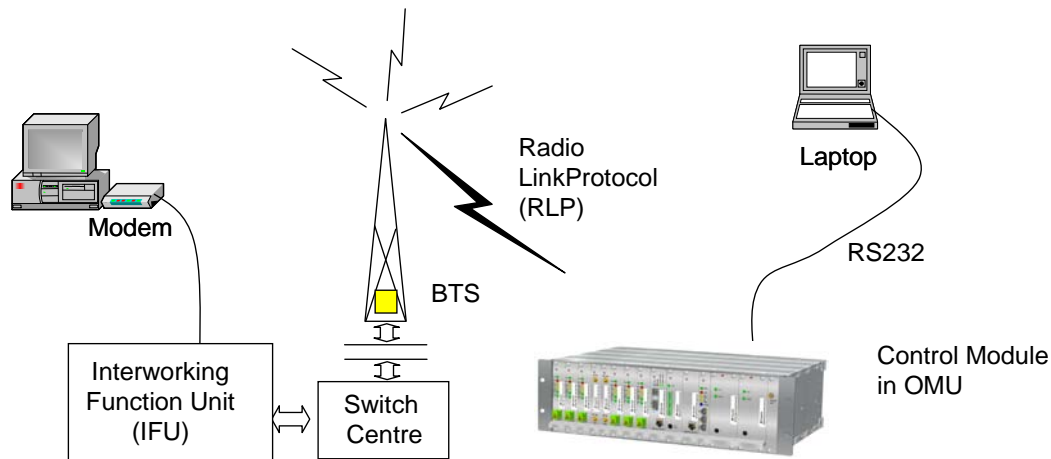 Radio
LinkProtocol
(RLP)
Laptop
Modem
RS232
BTS
Interworking
Function Unit
(IFU)
Switch
Centre
Control Module
in OMU